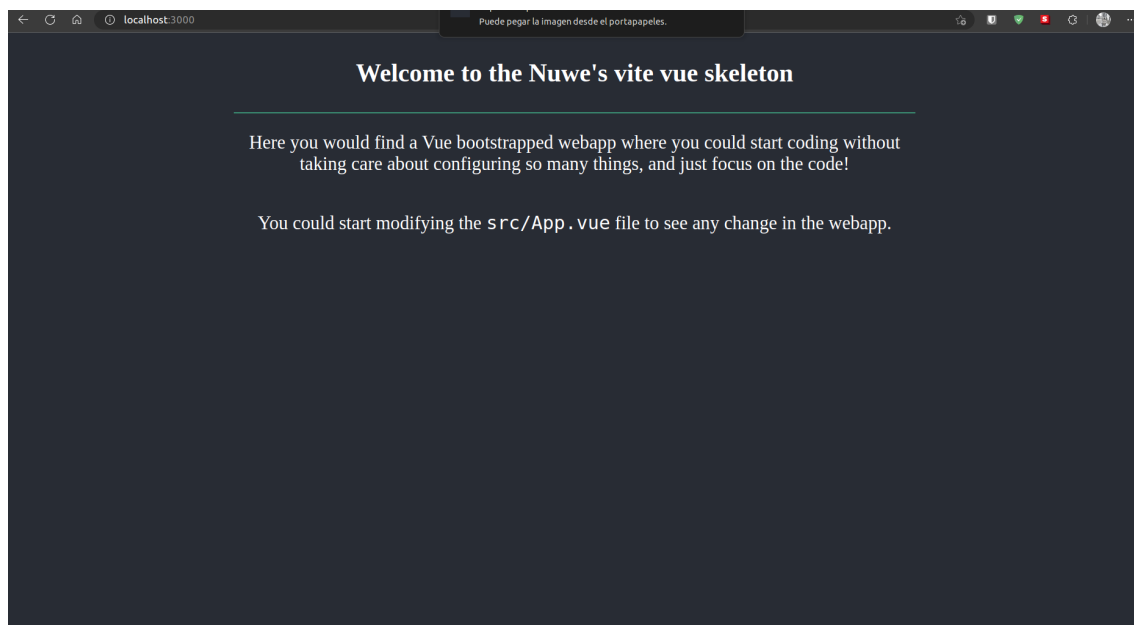 localhost:3000
Puede pegar la imagen desde el portapapeles.
Welcome to the Nuwe's vite vue skeleton
Here you would find a Vue bootstrapped webapp where you could start coding without
taking care about configuring so many things, and just focus on the code!
You could start modifying the src/App.vue file to see any change in the webapp.